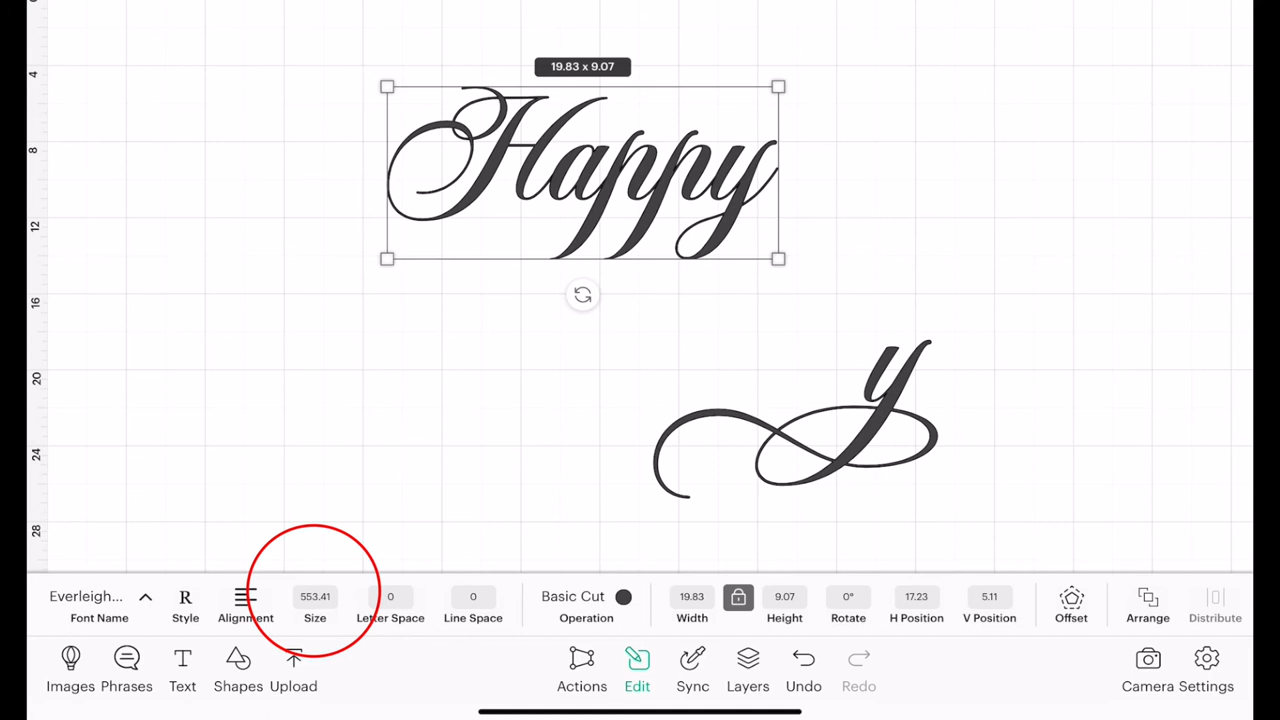 4
19.83 x 9.07
8
Happy
12
16
20
y
24
28
Everleigh... R 553.41 0 0 Basic Cut 19.83 9.07 0° 17.23 5.11
Font Name Style Alignment Size Letter Space Line Space Operation Width Height Rotate H Position V Position Offset Arrange Distribute
Images Phrases Text Shapes Upload Actions Edit Sync Layers Undo Redo Camera Settings